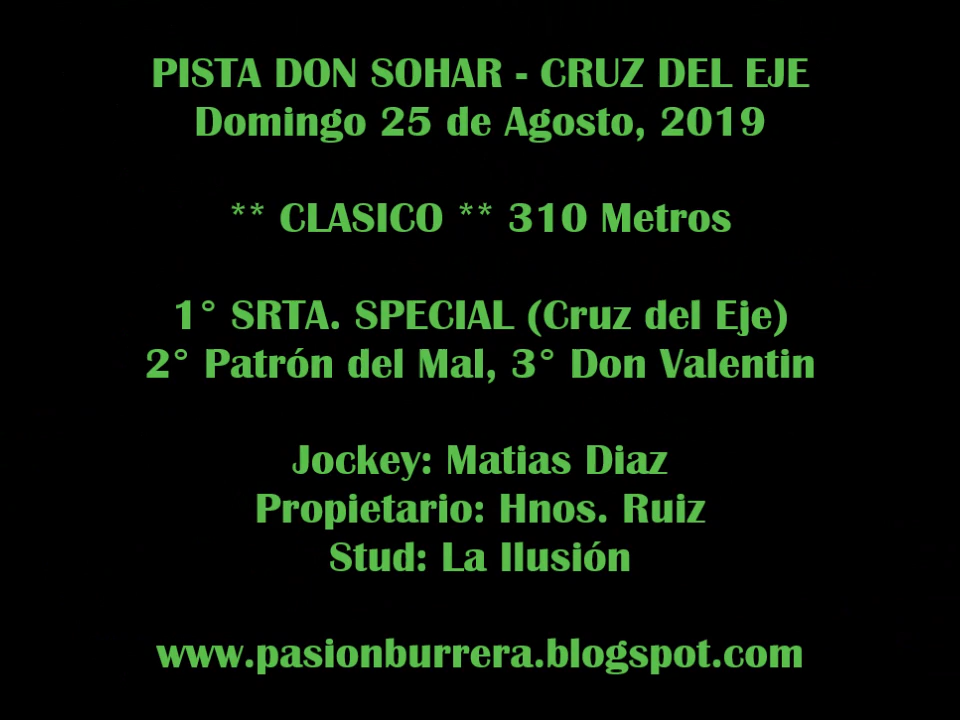 PISTA DON SOHAR - CRUZ DEL EJE
Domingo 25 de Agosto, 2019
** CLASICO ** 310 Metros
1° SRTA. SPECIAL (Cruz del Eje)
2° Patrón del Mal, 3° Don Valentin
Jockey: Matias Diaz
Propietario: Hnos. Ruiz
Stud: La Ilusión
www.pasionburrera.blogspot.com